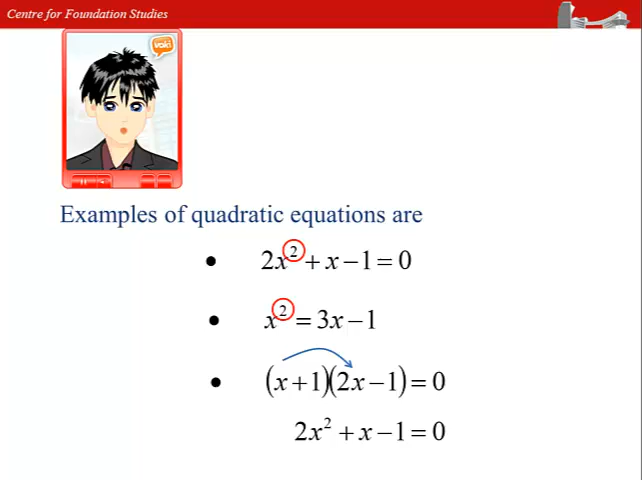 Centre for Foundation Studies
voki
Examples of quadratic equations are
• 2x² + x − 1 = 0
• x² = 3x − 1
• (x + 1)(2x − 1) = 0
2x² + x − 1 = 0